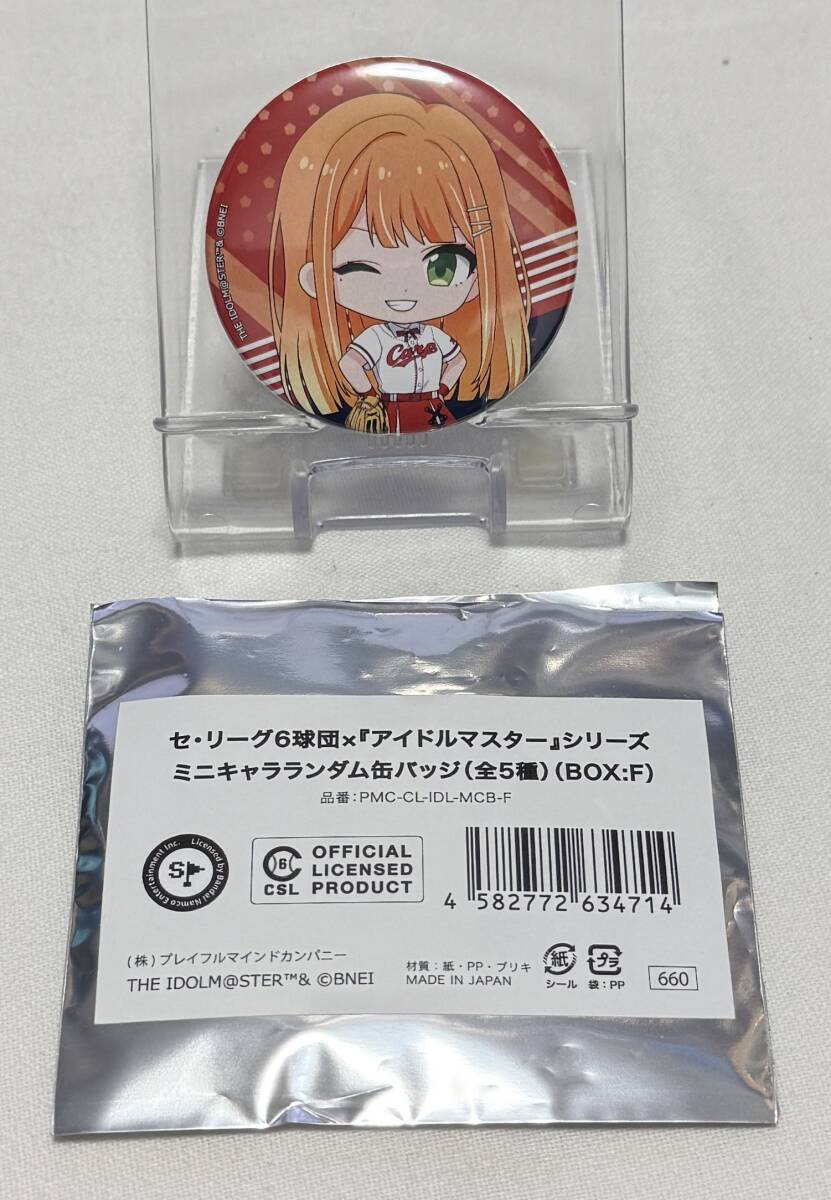 THE IDOLM@STER™& ©BNEI
Carp
セ・リーグ6球団×『アイドルマスター』シリーズ
ミニキャラランダム缶バッジ(全5種)(BOX:F)
品番:PMC-CL-IDL-MCB-F
Licensed by Bandai Namco Entertainment Inc.
SP
C6
CSL
OFFICIAL
LICENSED
PRODUCT
4 582772 634714
(株)プレイフルマインドカンパニー
THE IDOLM@STER™& ©BNEI
材質:紙・PP・ブリキ
MADE IN JAPAN
紙
シール
プラ
袋:PP
660